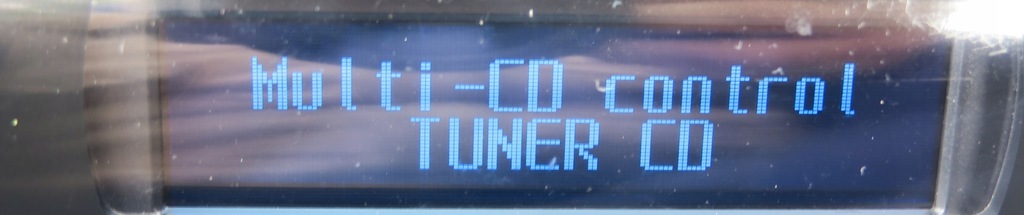 Multi-CD control
TUNER CD